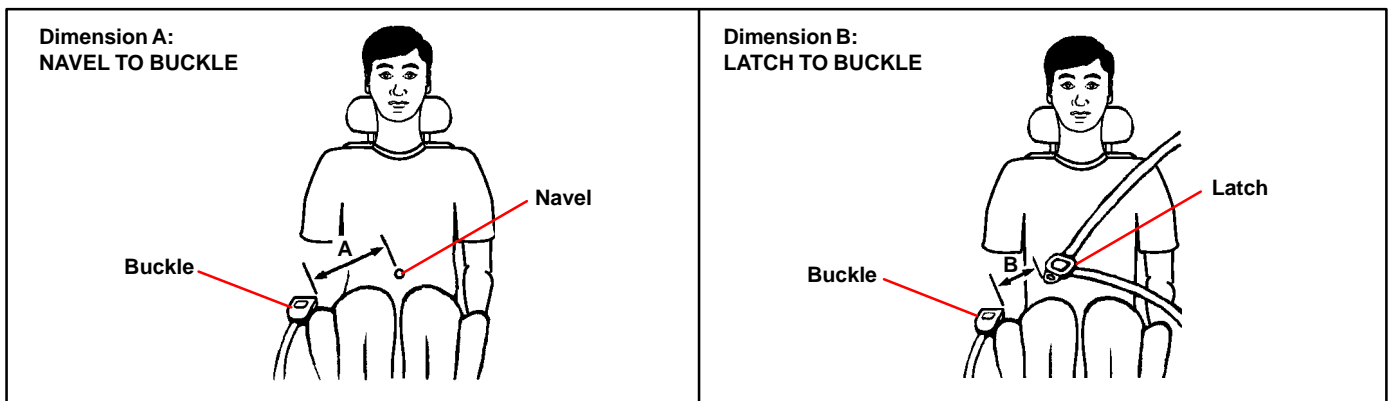 Dimension A:
NAVEL TO BUCKLE
Navel
A
Buckle
Dimension B:
LATCH TO BUCKLE
Latch
B
Buckle